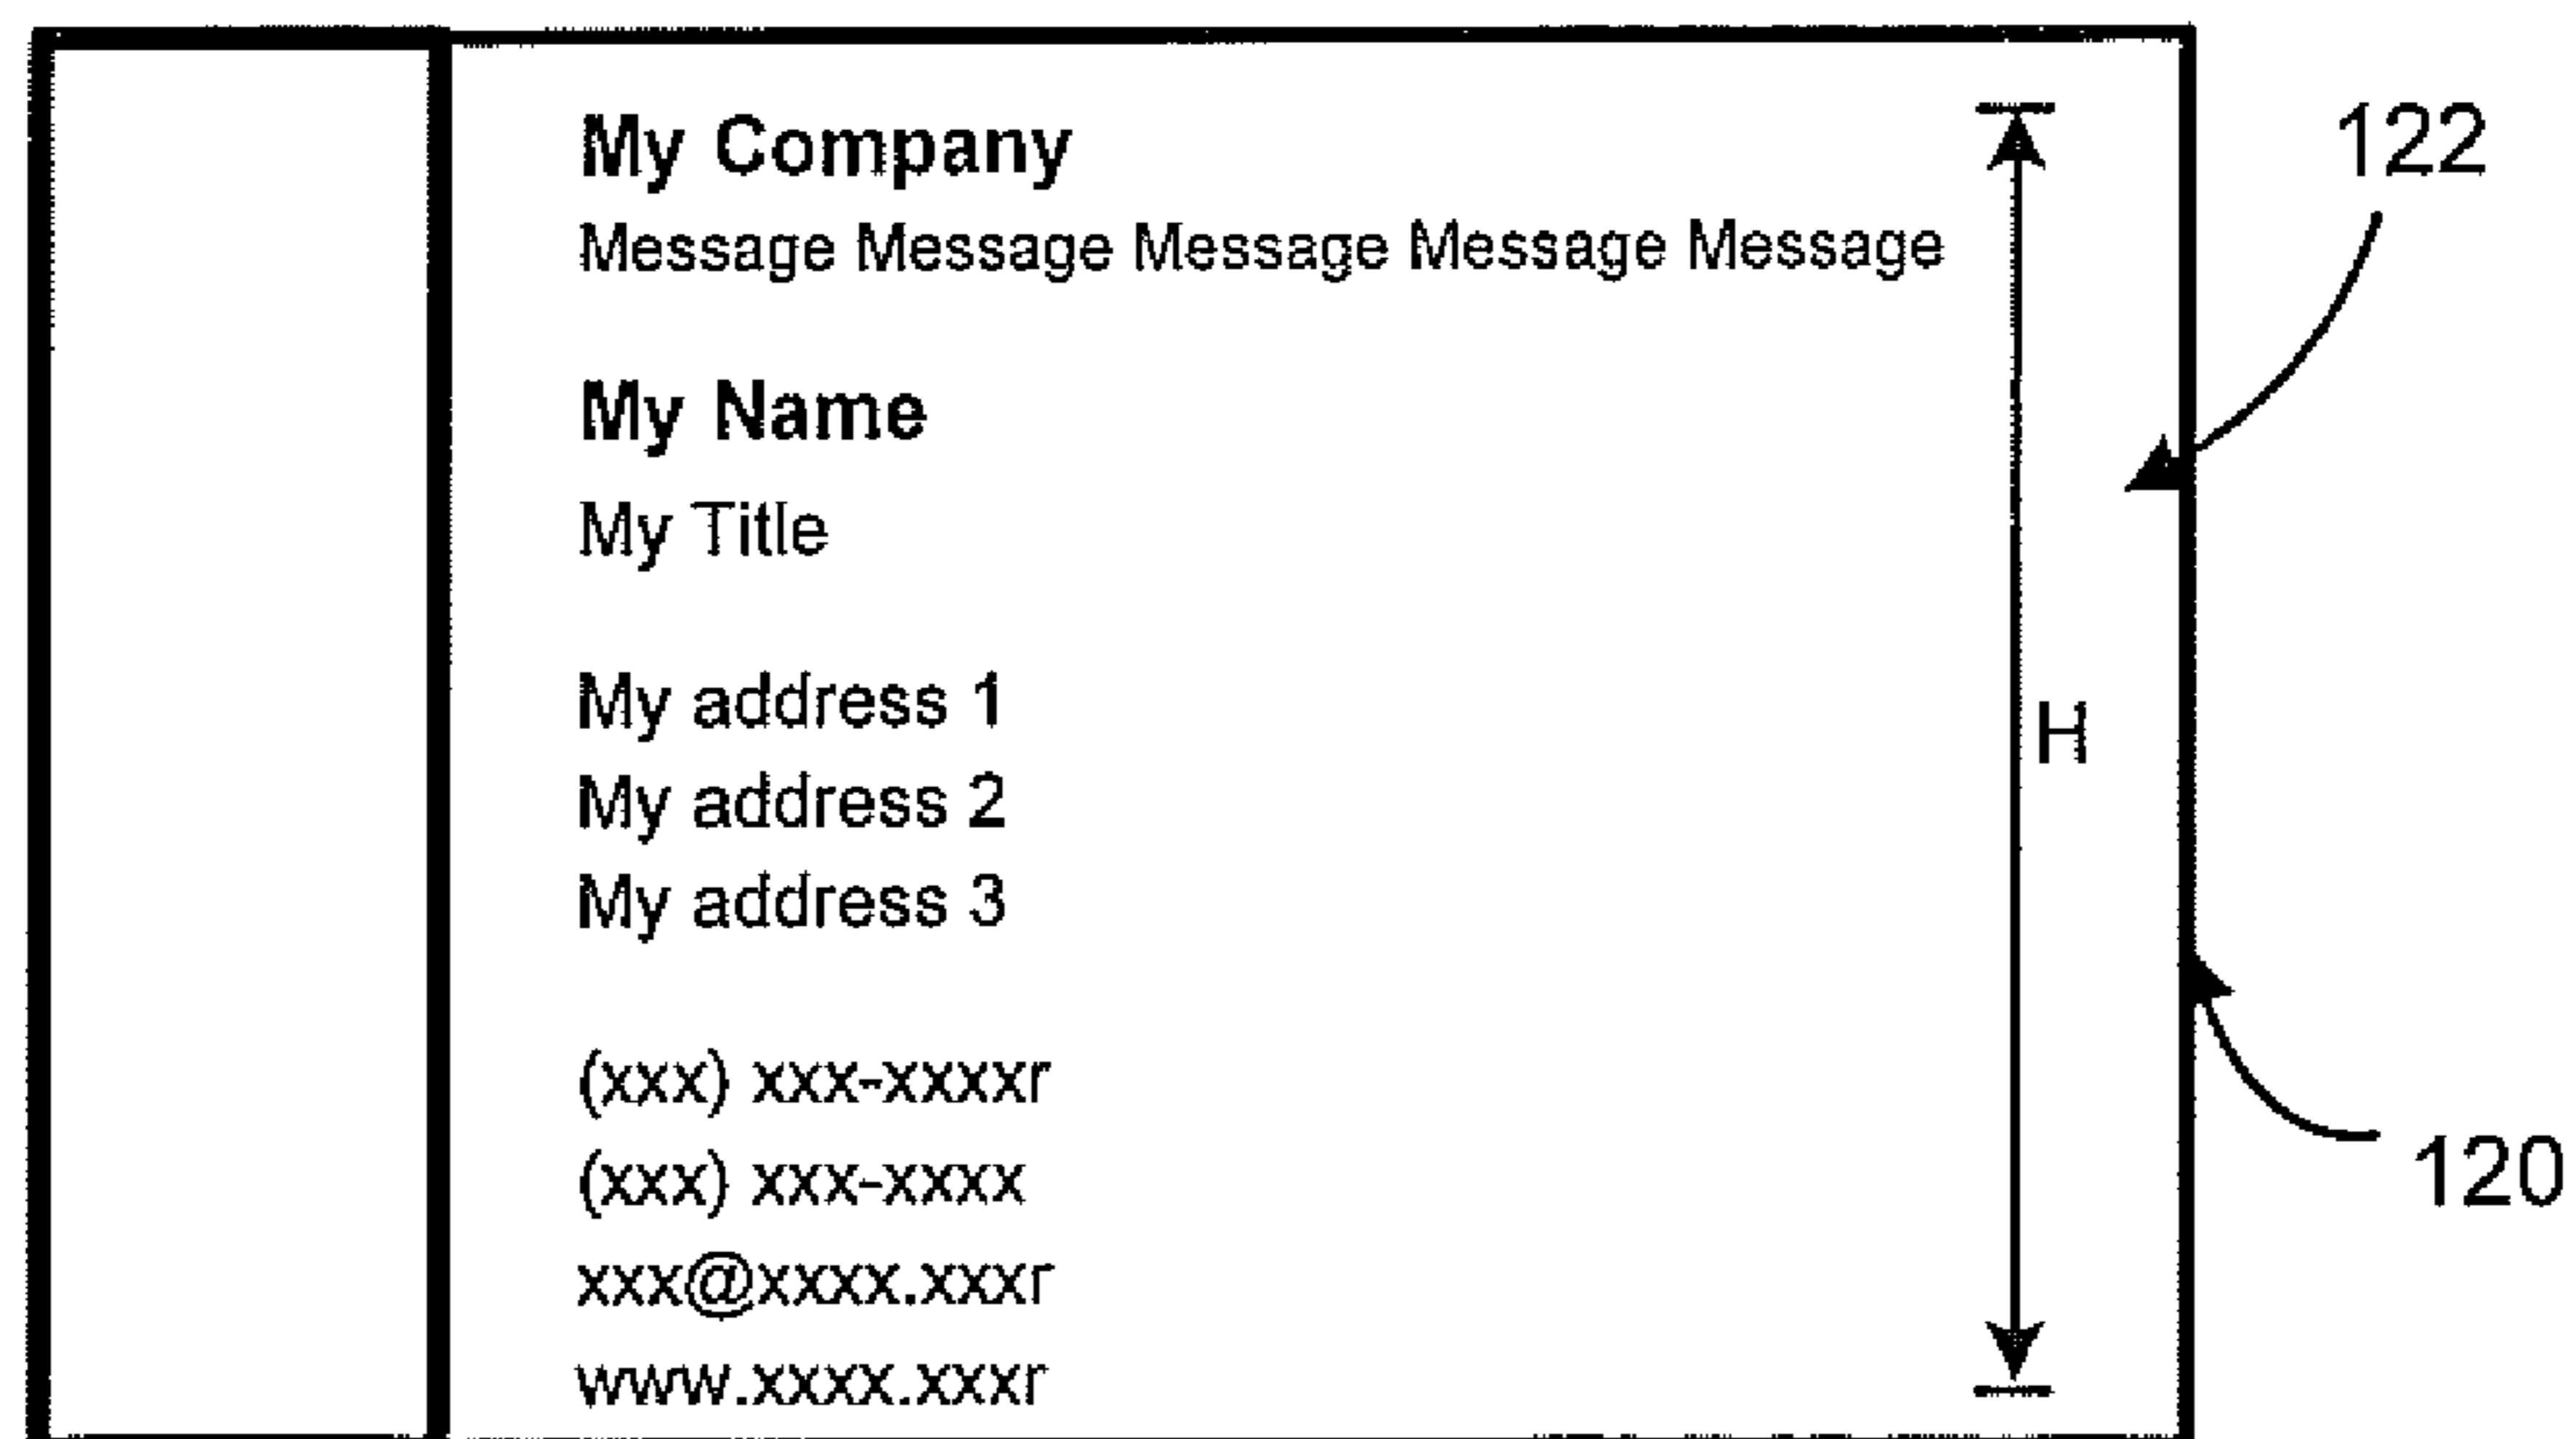 My Company
Message Message Message Message Message
My Name
My Title
My address 1
My address 2
My address 3
(xxx) xxx-xxxxr
(xxx) xxx-xxxx
xxx@xxxx.xxxr
www.xxxx.xxxr
H
122
120